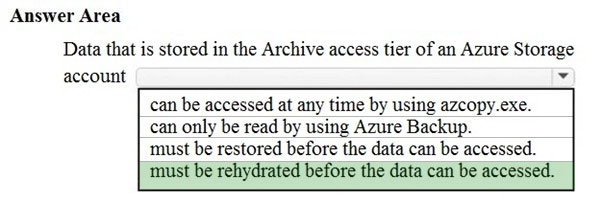 Answer Area
Data that is stored in the Archive access tier of an Azure Storage
account
can be accessed at any time by using azcopy.exe.
can only be read by using Azure Backup.
must be restored before the data can be accessed.
must be rehydrated before the data can be accessed.